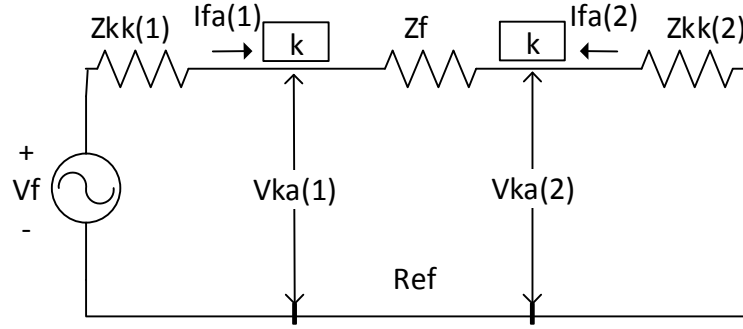 Zkk(1) Ifa(1) k Zf k Ifa(2) Zkk(2)
+
Vf
-
Vka(1)
Vka(2)
Ref